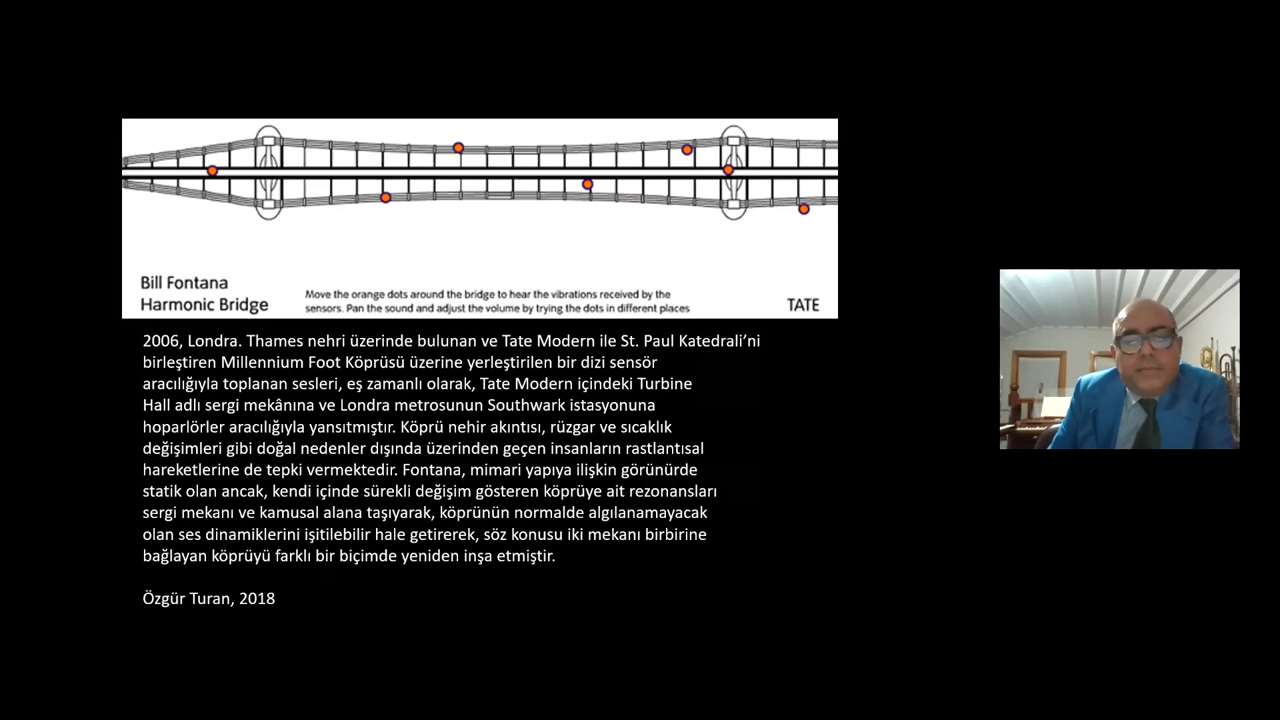 Bill Fontana
Harmonic Bridge
Move the orange dots around the bridge to hear the vibrations received by the
sensors. Pan the sound and adjust the volume by trying the dots in different places
TATE
2006, Londra. Thames nehri üzerinde bulunan ve Tate Modern ile St. Paul Katedrali’ni
birleştiren Millennium Foot Köprüsü üzerine yerleştirilen bir dizi sensör
aracılığıyla toplanan sesleri, eş zamanlı olarak, Tate Modern içindeki Turbine
Hall adlı sergi mekânına ve Londra metrosunun Southwark istasyonuna
hoparlörler aracılığıyla yansıtmıştır. Köprü nehir akıntısı, rüzgar ve sıcaklık
değişimleri gibi doğal nedenler dışında üzerinden geçen insanların rastlantısal
hareketlerine de tepki vermektedir. Fontana, mimari yapıya ilişkin görünürde
statik olan ancak, kendi içinde sürekli değişim gösteren köprüye ait rezonansları
sergi mekanı ve kamusal alana taşıyarak, köprünün normalde algılanamayacak
olan ses dinamiklerini işitilebilir hale getirerek, söz konusu iki mekanı birbirine
bağlayan köprüyü farklı bir biçimde yeniden inşa etmiştir.
Özgür Turan, 2018